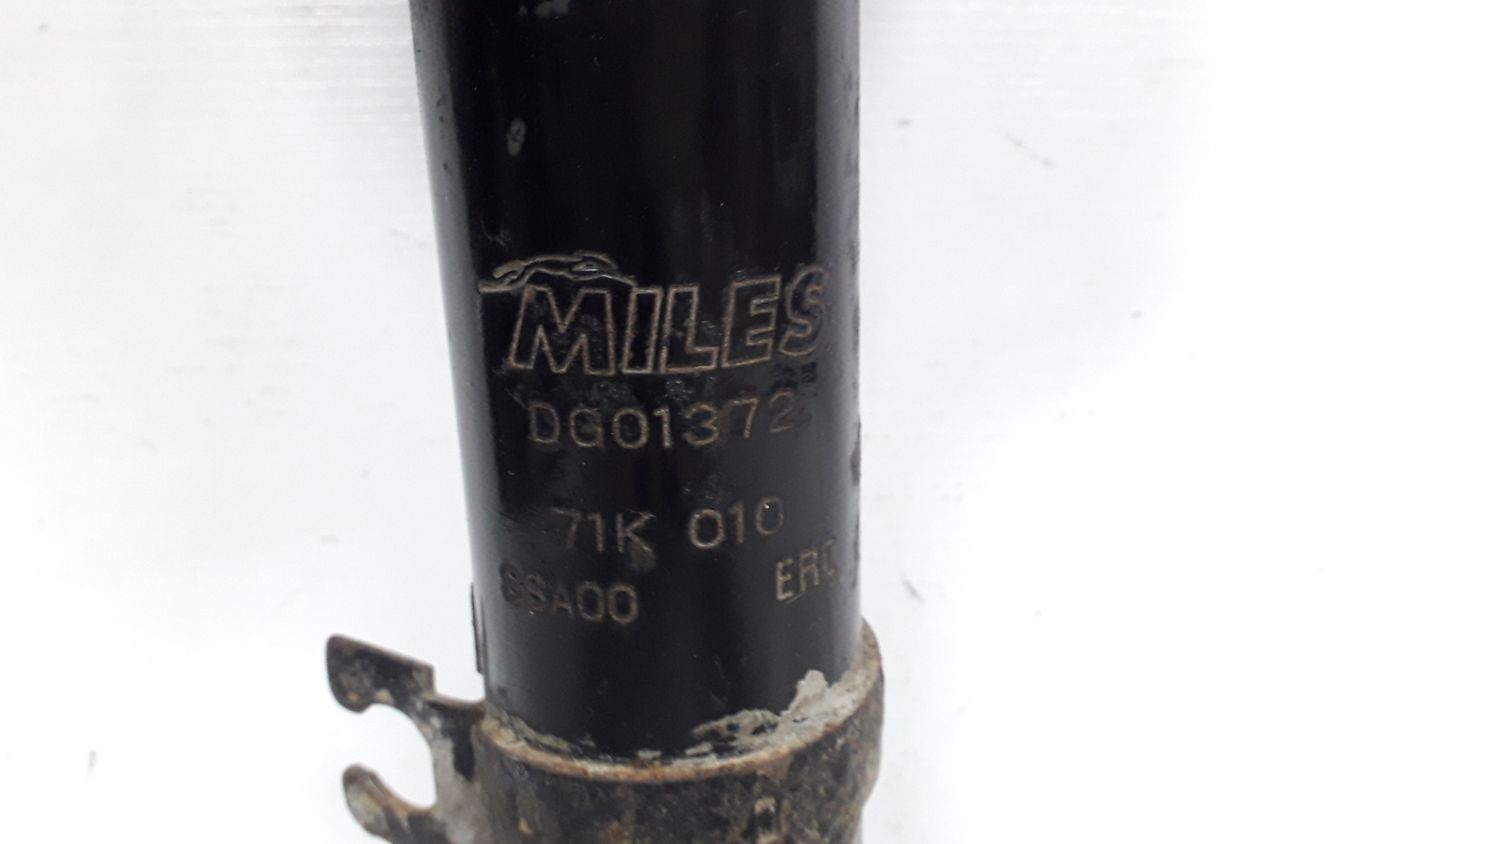 MILES
DG01372
71K 010
SSA00 ERC